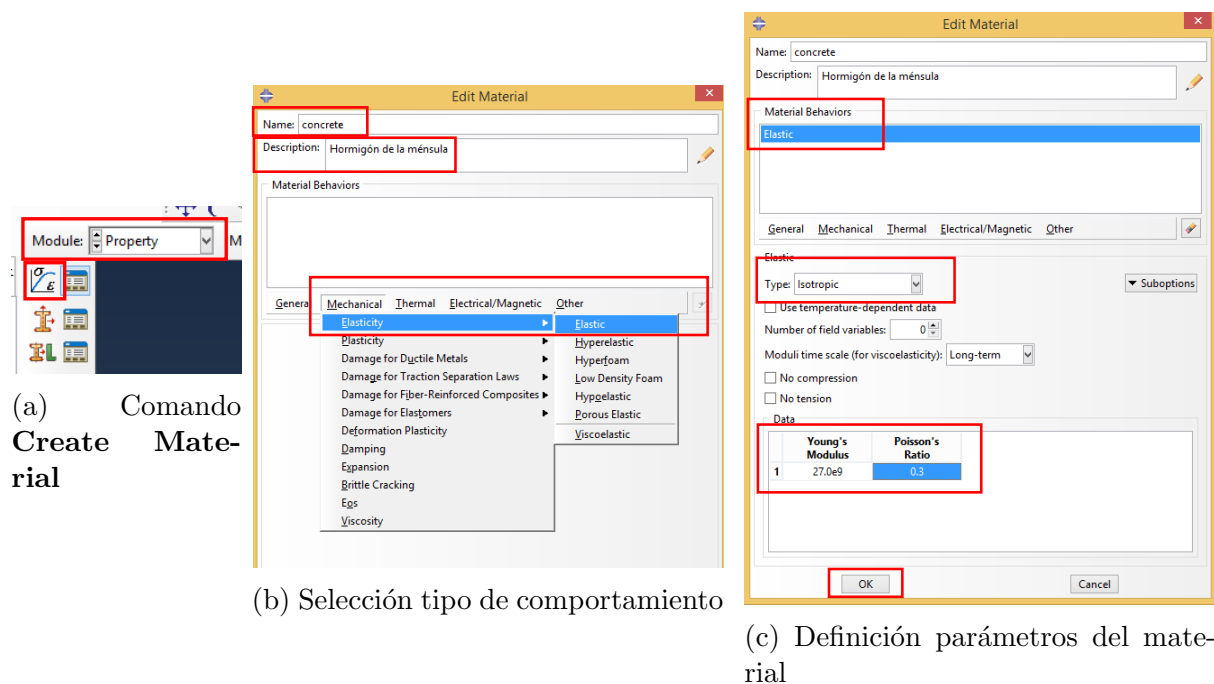 Module: Property M
(a) Comando
Create Mate-
rial
Edit Material
Name: concrete
Description: Hormigón de la ménsula
Material Behaviors
General Mechanical Thermal Electrical/Magnetic Other
Elasticity
Plasticity
Damage for Ductile Metals
Damage for Traction Separation Laws
Damage for Fiber-Reinforced Composites
Damage for Elastomers
Deformation Plasticity
Damping
Expansion
Brittle Cracking
Eos
Viscosity
Elastic
Hyperelastic
Hyperfoam
Low Density Foam
Hypoelastic
Porous Elastic
Viscoelastic
(b) Selección tipo de comportamiento
Edit Material
Name: concrete
Description: Hormigón de la ménsula
Material Behaviors
Elastic
General Mechanical Thermal Electrical/Magnetic Other
Elastic
Type: Isotropic Suboptions
Use temperature-dependent data
Number of field variables: 0
Moduli time scale (for viscoelasticity): Long-term
No compression
No tension
Data
Young's Poisson's
Modulus Ratio
1 27.0e9 0.3
OK Cancel
(c) Definición parámetros del mate-
rial